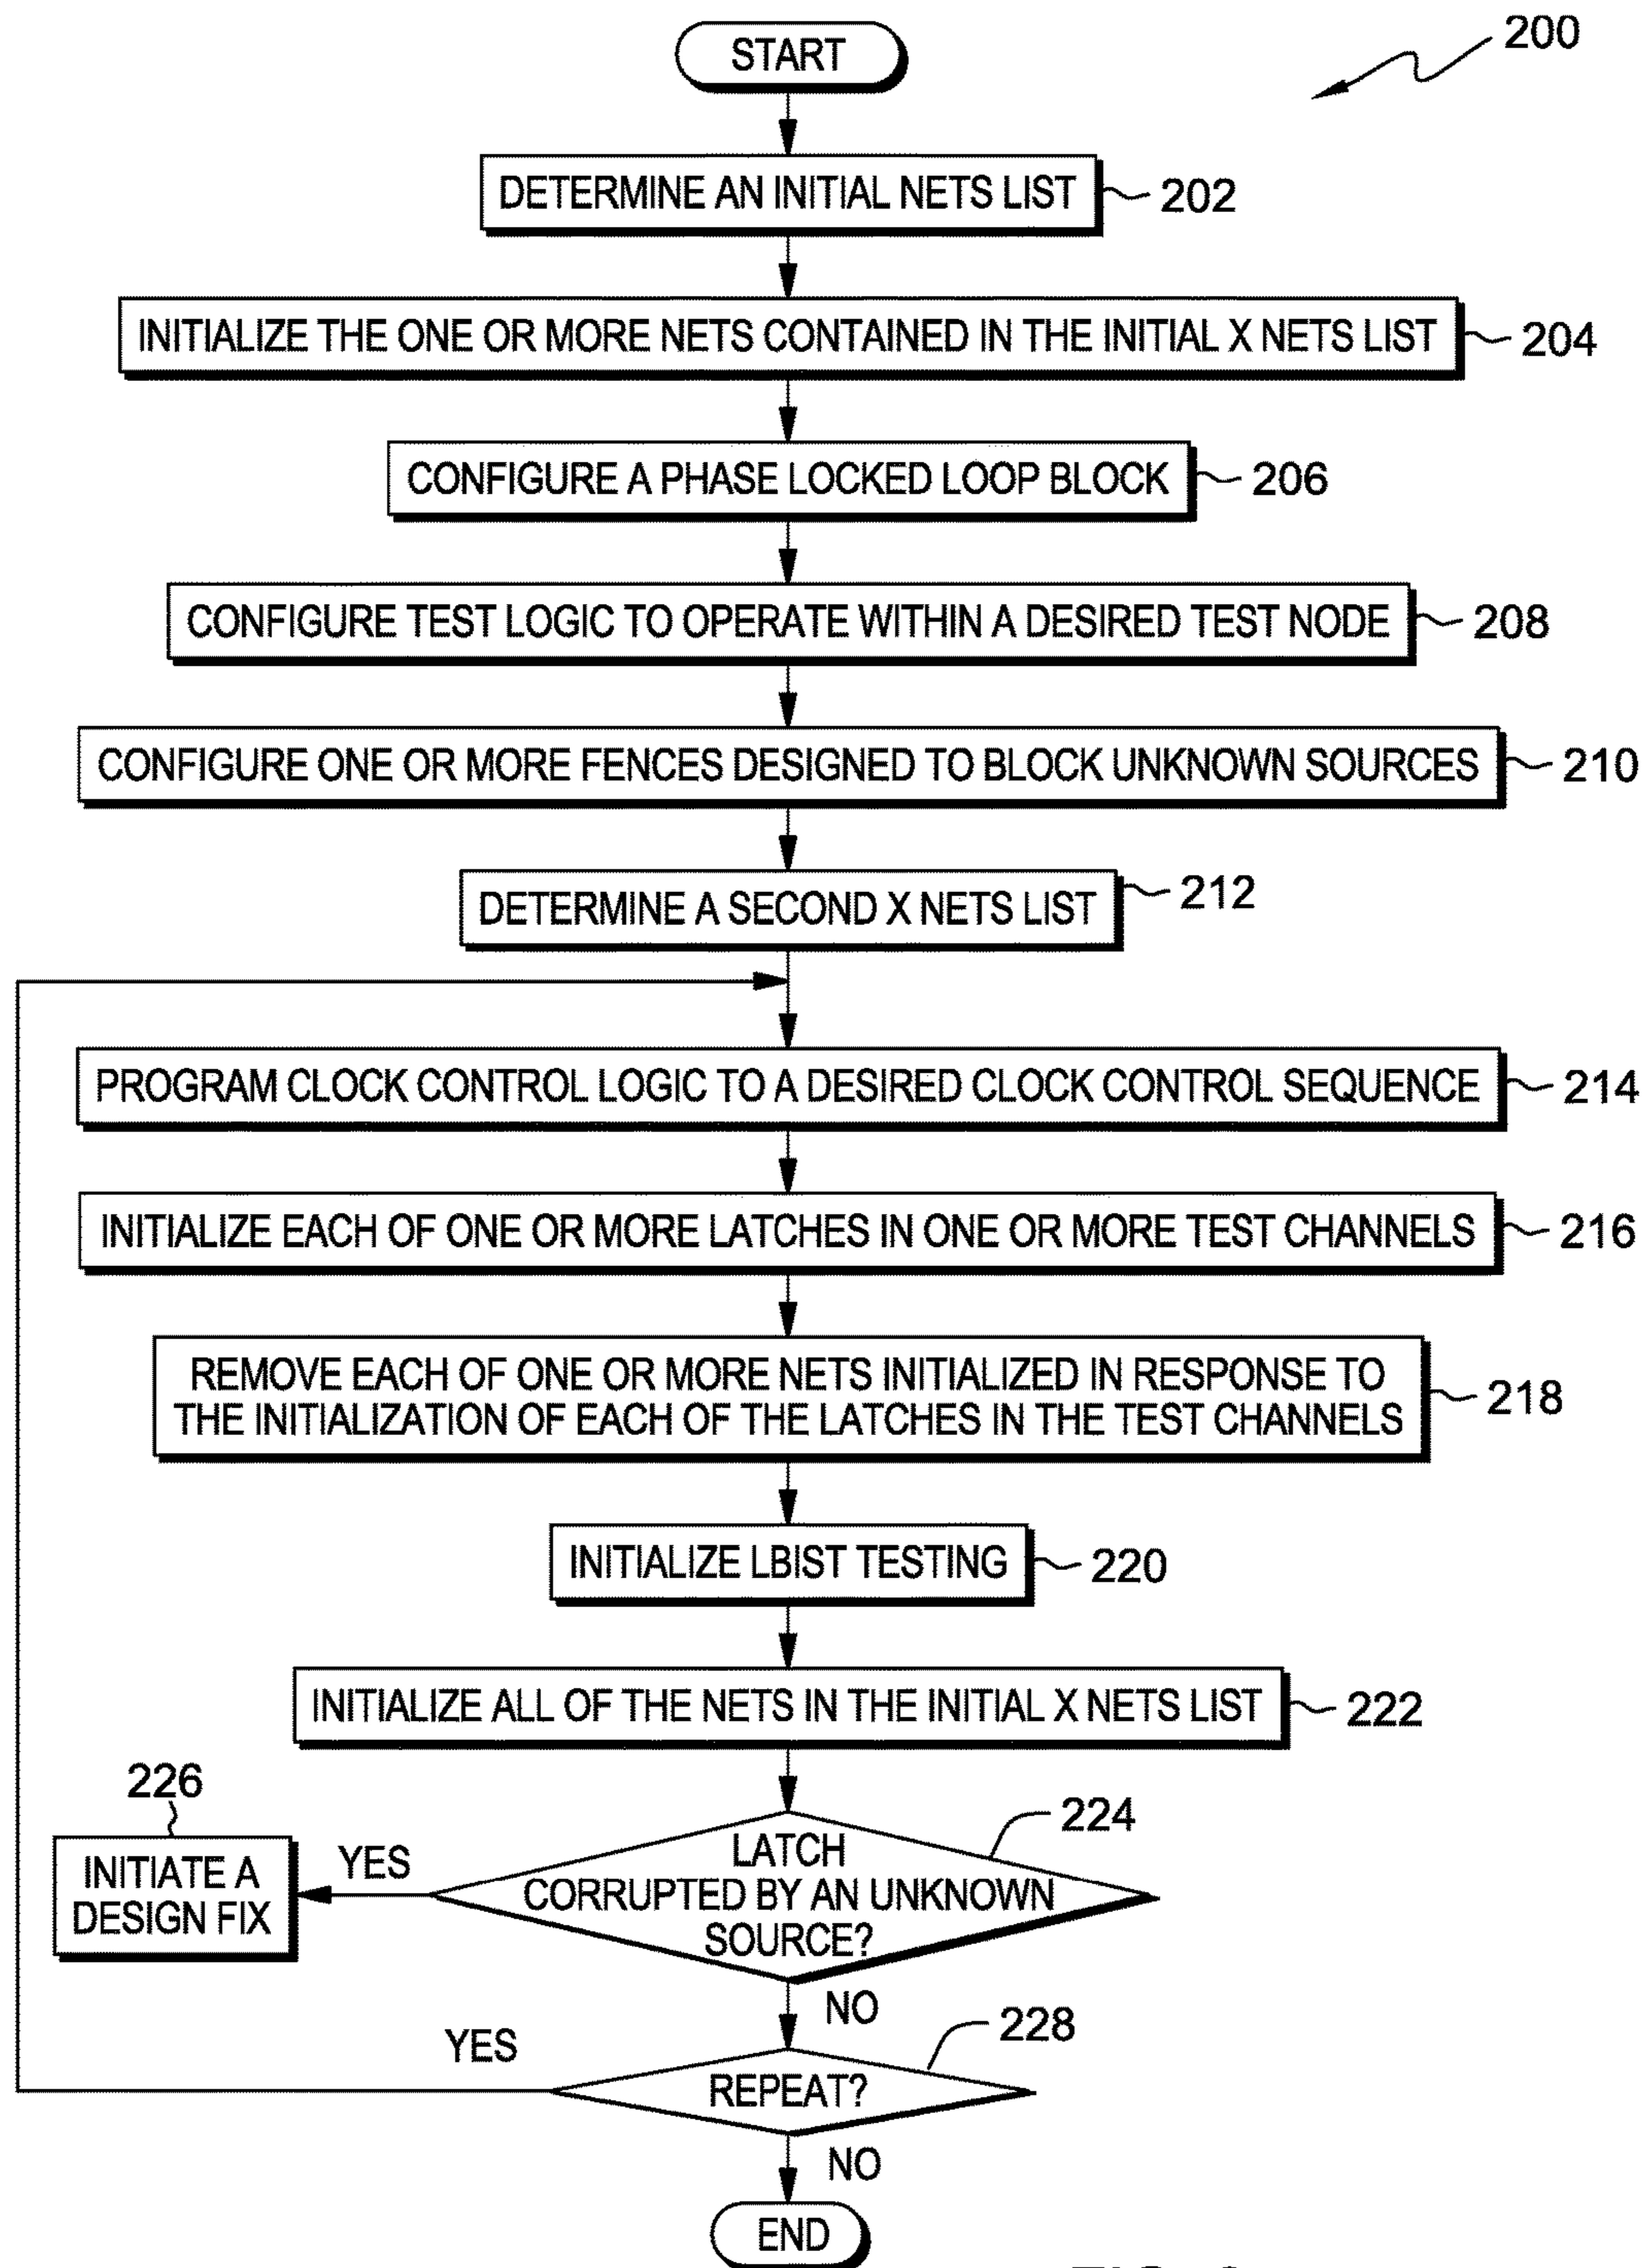 200
START
DETERMINE AN INITIAL NETS LIST
202
INITIALIZE THE ONE OR MORE NETS CONTAINED IN THE INITIAL X NETS LIST
204
CONFIGURE A PHASE LOCKED LOOP BLOCK
206
CONFIGURE TEST LOGIC TO OPERATE WITHIN A DESIRED TEST NODE
208
CONFIGURE ONE OR MORE FENCES DESIGNED TO BLOCK UNKNOWN SOURCES
210
DETERMINE A SECOND X NETS LIST
212
PROGRAM CLOCK CONTROL LOGIC TO A DESIRED CLOCK CONTROL SEQUENCE
214
INITIALIZE EACH OF ONE OR MORE LATCHES IN ONE OR MORE TEST CHANNELS
216
REMOVE EACH OF ONE OR MORE NETS INITIALIZED IN RESPONSE TO
THE INITIALIZATION OF EACH OF THE LATCHES IN THE TEST CHANNELS
218
INITIALIZE LBIST TESTING
220
INITIALIZE ALL OF THE NETS IN THE INITIAL X NETS LIST
222
226
INITIATE A
DESIGN FIX
YES
LATCH
CORRUPTED BY AN UNKNOWN
SOURCE?
224
NO
YES
REPEAT?
228
NO
END